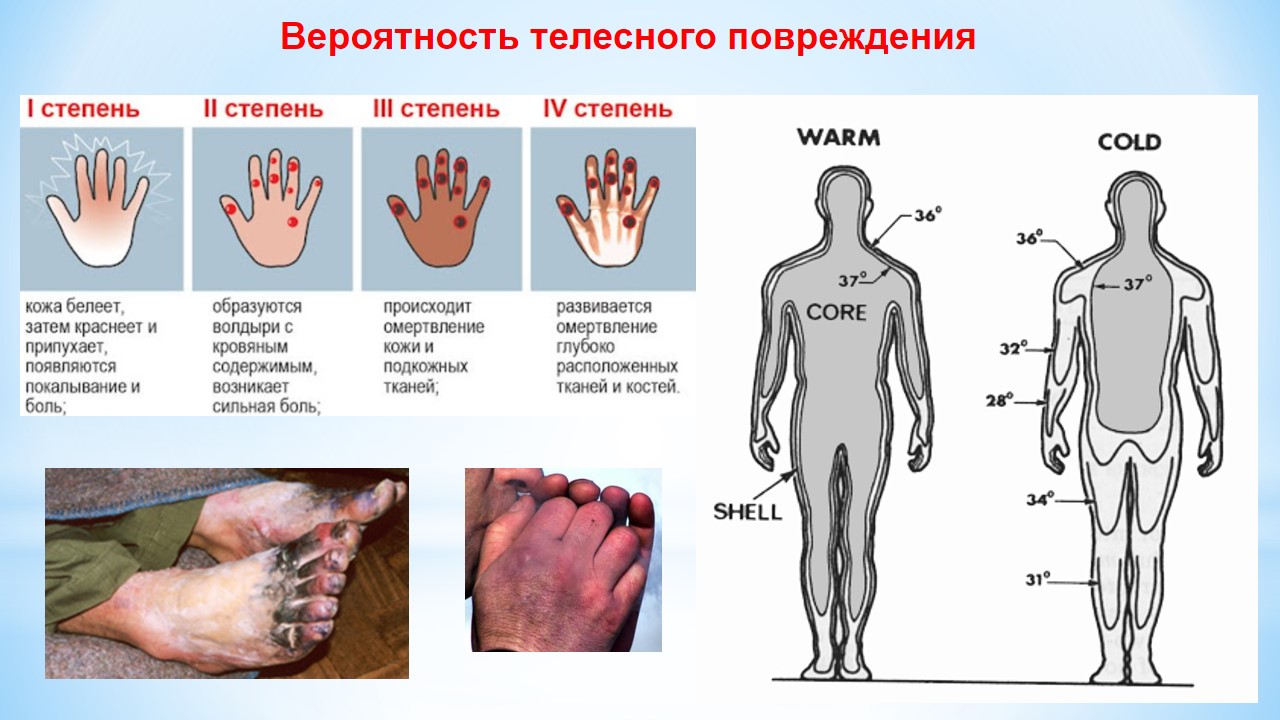 Вероятность телесного повреждения
I степень
II степень
III степень
IV степень
кожа белеет,
затем краснеет и
припухает,
появляются
покалывание и
боль;
образуются
волдыри с
кровяным
содержимым,
возникает
сильная боль;
происходит
омертвление
кожи и
подкожных
тканей;
развивается
омертвление
глубоко
расположенных
тканей и костей.
WARM
36°
37°
CORE
SHELL
COLD
36°
37°
32°
28°
34°
31°